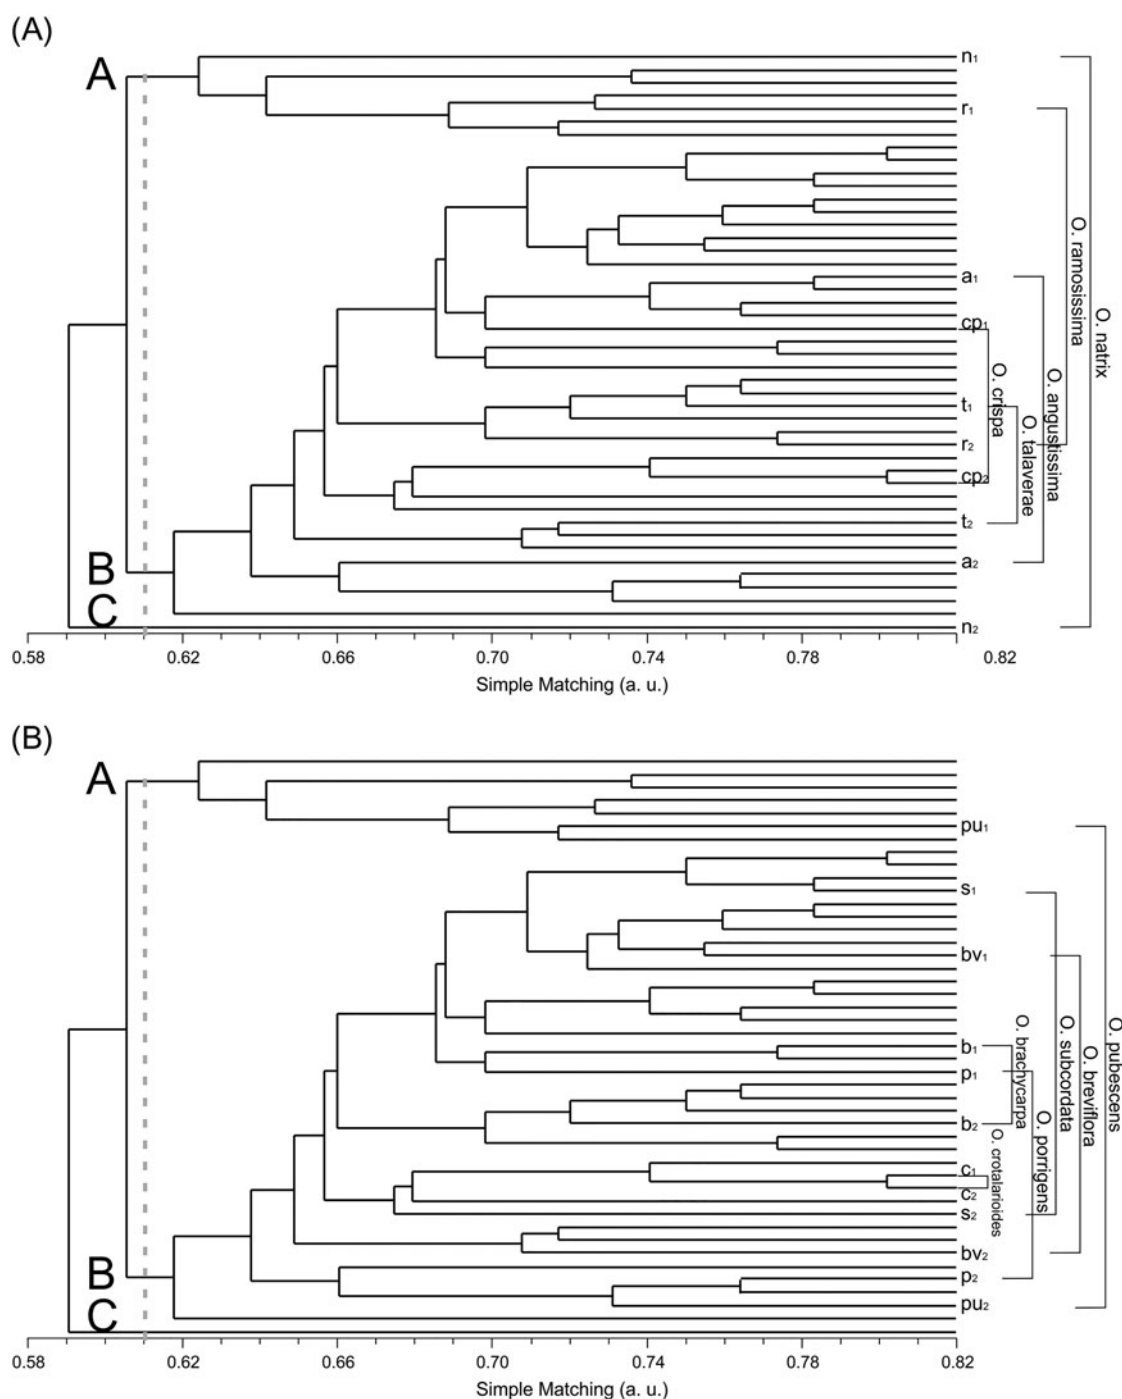 (A)
A
n1
r1
a1
cp1
t1
r2
cp2
t2
B
a2
C
n2
O. crispa
O. talaverae
O. angustissima
O. ramosissima
O. natrix
0.58 0.62 0.66 0.70 0.74 0.78 0.82
Simple Matching (a. u.)
(B)
A
pu1
s1
bv1
b1
p1
b2
c1
c2
s2
bv2
B
p2
pu2
C
O. brachycarpa
O. crotalarioides
O. porrigens
O. subcordata
O. breviflora
O. pubescens
0.58 0.62 0.66 0.70 0.74 0.78 0.82
Simple Matching (a. u.)